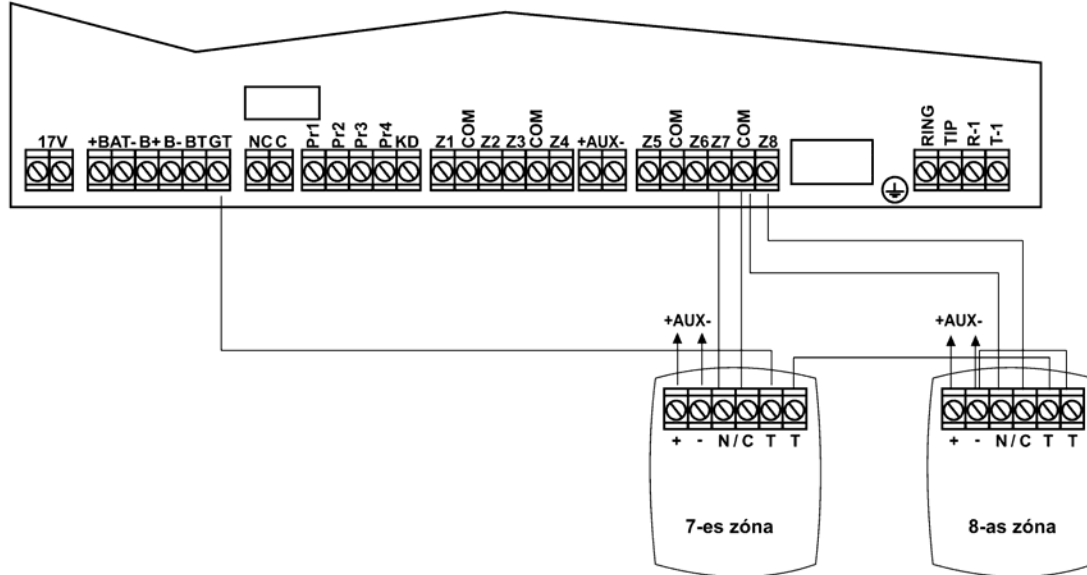 17V +BAT- B+ B- BT GT NC C Pr1 Pr2 Pr3 Pr4 KD Z1 COM Z2 Z3 COM Z4 +AUX- Z5 COM Z6 Z7 COM Z8 RING TIP R-1 T-1
+AUX- +AUX-
+ - N / C T T + - N / C T T
7-es zóna 8-as zóna